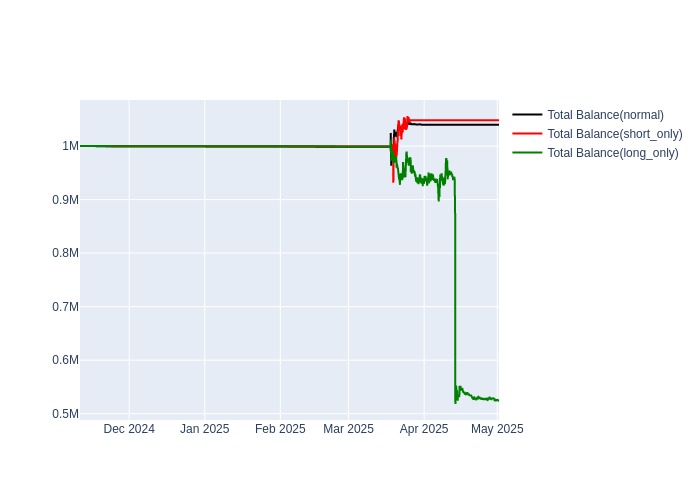 Total Balance(normal)
Total Balance(short_only)
Total Balance(long_only)
1M
0.9M
0.8M
0.7M
0.6M
0.5M
Dec 2024
Jan 2025
Feb 2025
Mar 2025
Apr 2025
May 2025